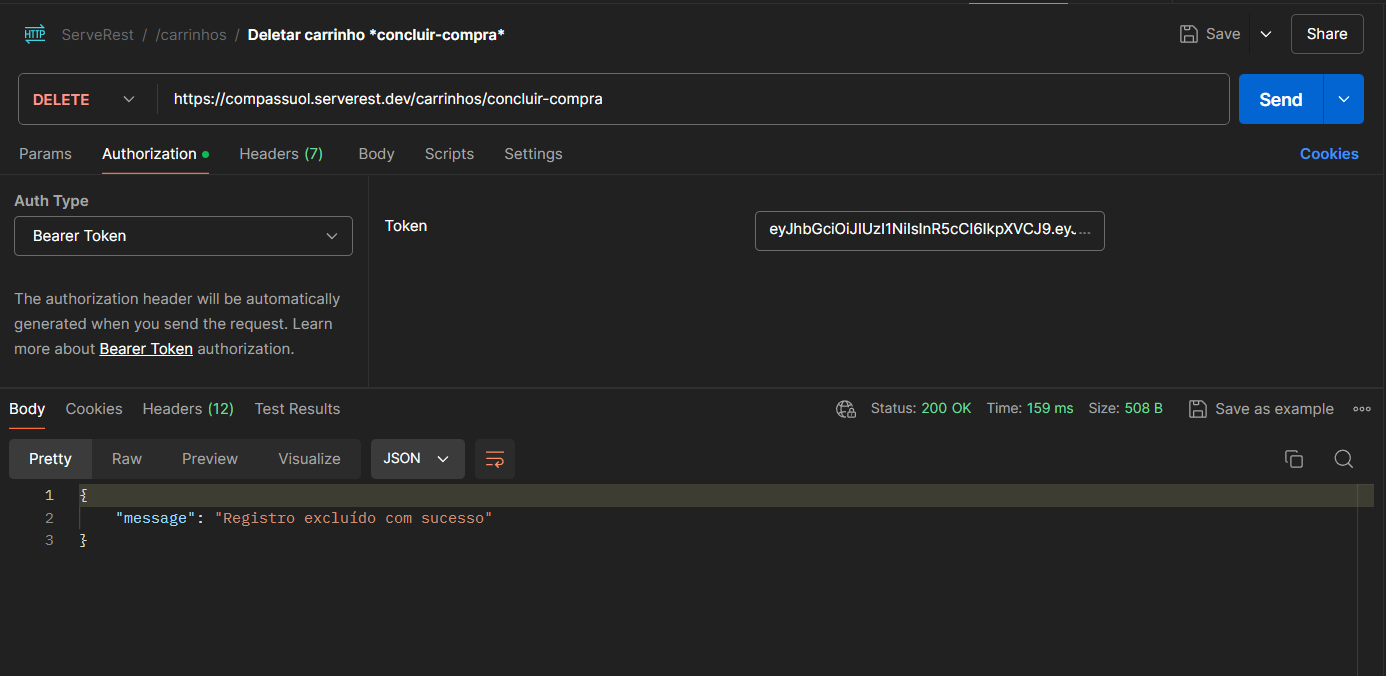 HTTP ServeRest / /carrinhos / Deletar carrinho *concluir-compra* Save Share
DELETE https://compassuol.serverest.dev/carrinhos/concluir-compra Send
Params Authorization Headers (7) Body Scripts Settings Cookies
Auth Type
Bearer Token
Token eyJhbGciOiJIUzI1NiIsInR5cCI6IkpXVCJ9.eyJ...
The authorization header will be automatically
generated when you send the request. Learn
more about Bearer Token authorization.
Body Cookies Headers (12) Test Results Status: 200 OK Time: 159 ms Size: 508 B Save as example
Pretty Raw Preview Visualize JSON
1 {
2 "message": "Registro excluído com sucesso"
3 }